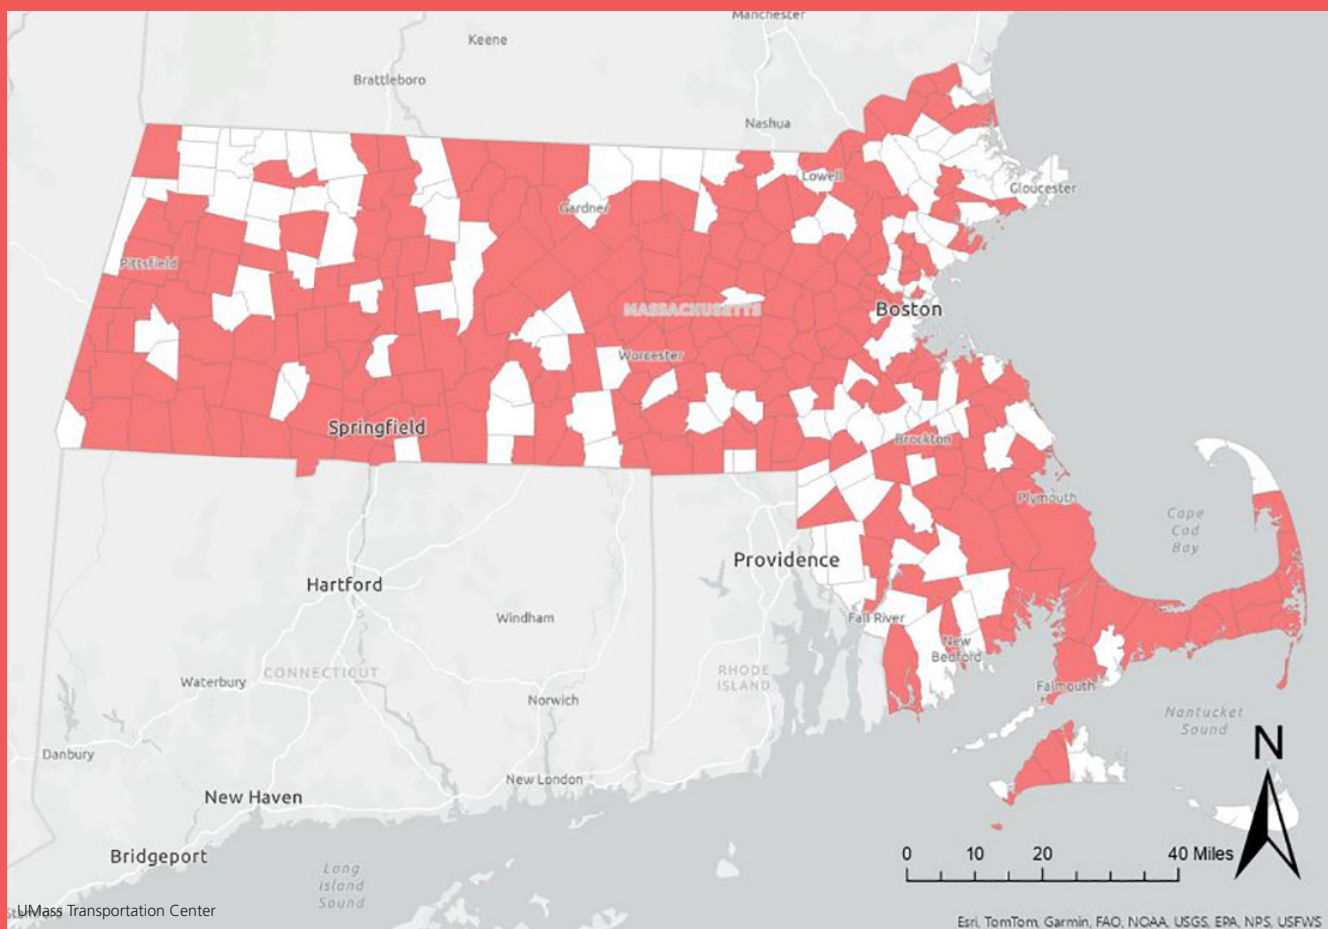 Manchester
Keene
Brattleboro
Nashua
Lowell
Gloucester
Gardner
Pittsfield
MASSACHUSETTS
Boston
Worcester
Springfield
Brockton
Plymouth
Cape
Cod
Bay
Providence
Hartford
Windham
Fall River
New
Bedford
CONNECTICUT
RHODE
ISLAND
Waterbury
Falmouth
Norwich
Nantucket
Sound
N
Danbury
New London
New Haven
Bridgeport
0 10 20 40 Miles
Long
Island
Sound
UMass Transportation Center
Esri, TomTom, Garmin, FAO, NOAA, USGS, EPA, NPS, USFWS